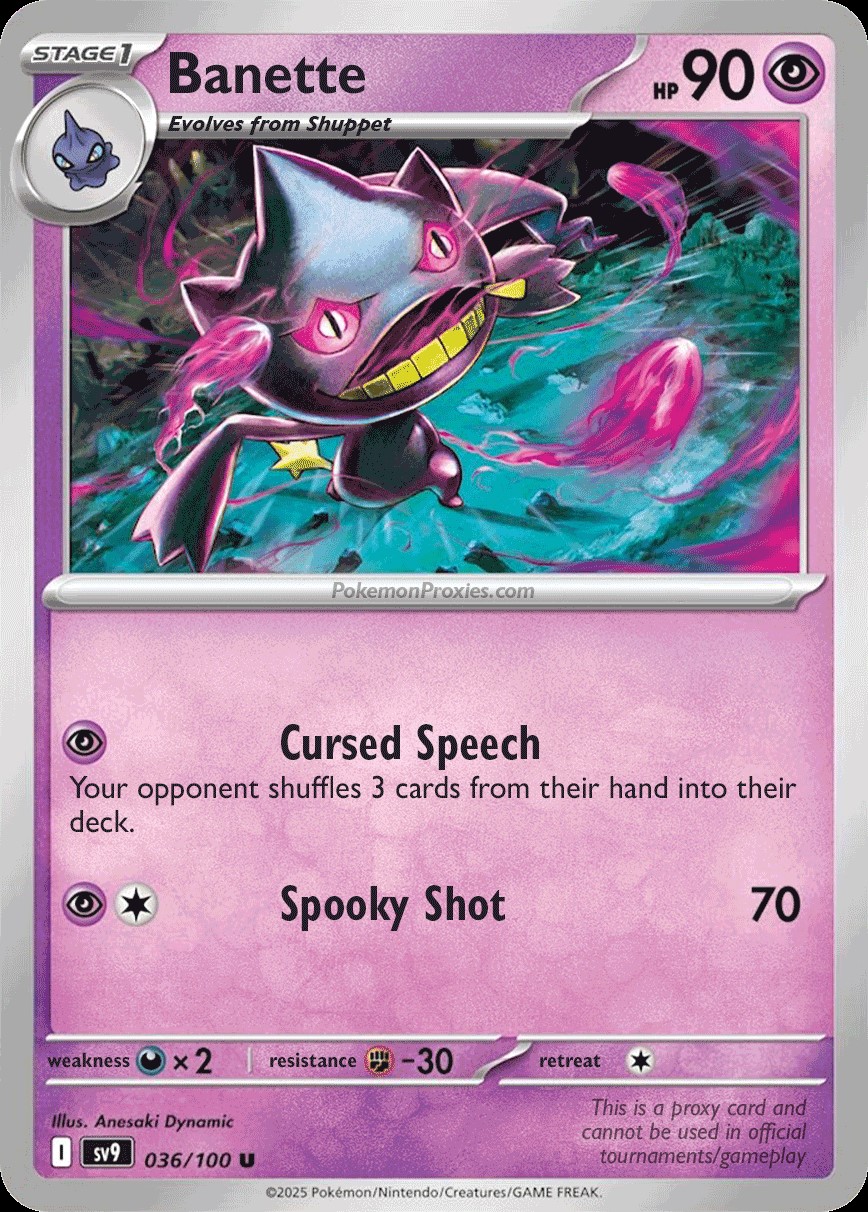 STAGE1
Banette
HP 90
Evolves from Shuppet
PokemonProxies.com
Cursed Speech
Your opponent shuffles 3 cards from their hand into their
deck.
Spooky Shot 70
weakness ×2 resistance -30 retreat
Illus. Anesaki Dynamic
I sv9 036/100 U
This is a proxy card and
cannot be used in official
tournaments/gameplay
©2025 Pokémon/Nintendo/Creatures/GAME FREAK.